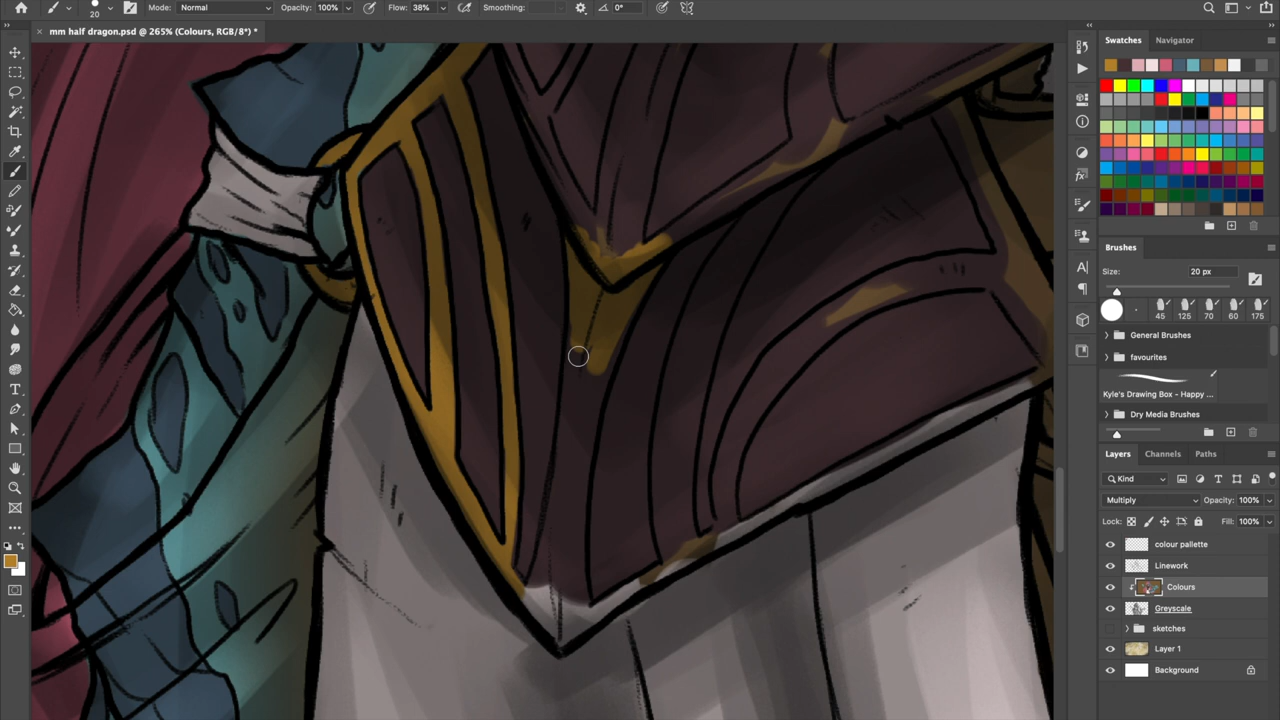 20
Mode:
Normal
Opacity:
100%
Flow:
38%
Smoothing:
0°
mm half dragon.psd @ 265% (Colours, RGB/8*) *
Swatches
Navigator
Brushes
Size:
20 px
45
125
70
60
175
General Brushes
favourites
Kyle's Drawing Box - Happy ...
Dry Media Brushes
Layers
Channels
Paths
Kind
Multiply
Opacity:
100%
Lock:
Fill:
100%
colour pallette
Linework
Colours
Greyscale
sketches
Layer 1
Background